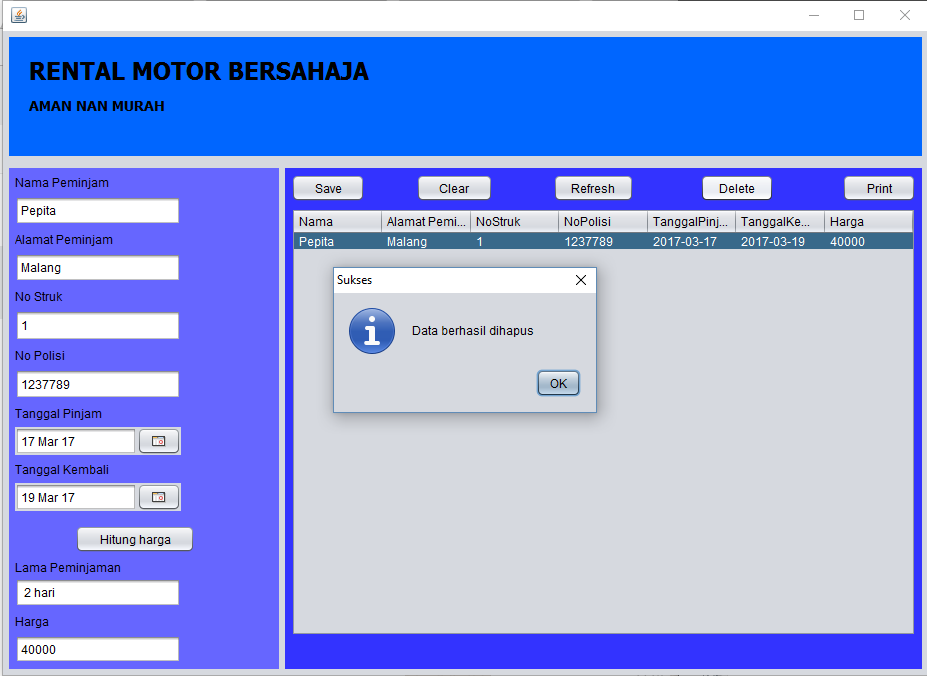 RENTAL MOTOR BERSAHAJA
AMAN NAN MURAH
Nama Peminjam
Pepita
Alamat Peminjam
Malang
No Struk
1
No Polisi
1237789
Tanggal Pinjam
17 Mar 17
Tanggal Kembali
19 Mar 17
Hitung harga
Lama Peminjaman
2 hari
Harga
40000
Save Clear Refresh Delete Print
Nama Alamat Pemi... NoStruk NoPolisi TanggalPinj... TanggalKe... Harga
Pepita Malang 1 1237789 2017-03-17 2017-03-19 40000
Sukses
Data berhasil dihapus
OK